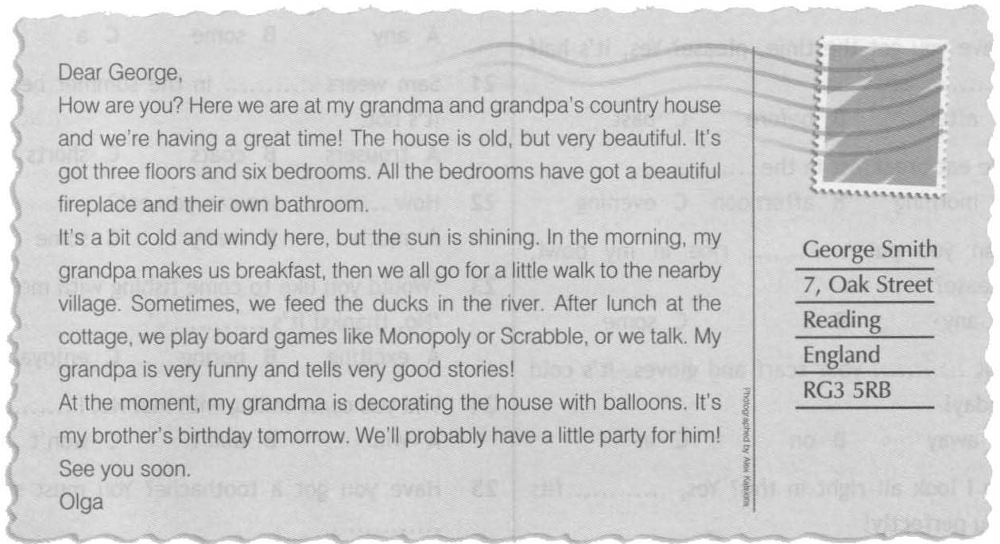 Dear George,
How are you? Here we are at my grandma and grandpa's country house
and we're having a great time! The house is old, but very beautiful. It's
got three floors and six bedrooms. All the bedrooms have got a beautiful
fireplace and their own bathroom.
It's a bit cold and windy here, but the sun is shining. In the morning, my
grandpa makes us breakfast, then we all go for a little walk to the nearby
village. Sometimes, we feed the ducks in the river. After lunch at the
cottage, we play board games like Monopoly or Scrabble, or we talk. My
grandpa is very funny and tells very good stories!
At the moment, my grandma is decorating the house with balloons. It's
my brother's birthday tomorrow. We'll probably have a little party for him!
See you soon.
Olga
Photographed by Alex
George Smith
7, Oak Street
Reading
England
RG3 5RB